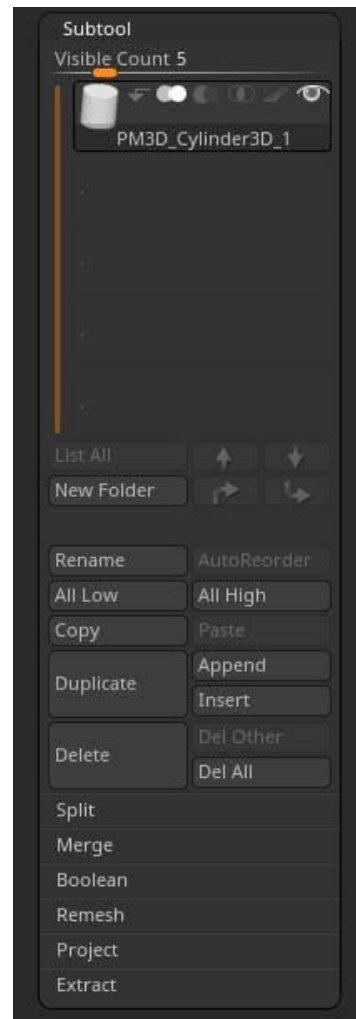 Subtool
Visible Count 5
PM3D_Cylinder3D_1
List All
New Folder
Rename AutoReorder
All Low All High
Copy Paste
Duplicate Append
Insert
Delete Del Other
Del All
Split
Merge
Boolean
Remesh
Project
Extract